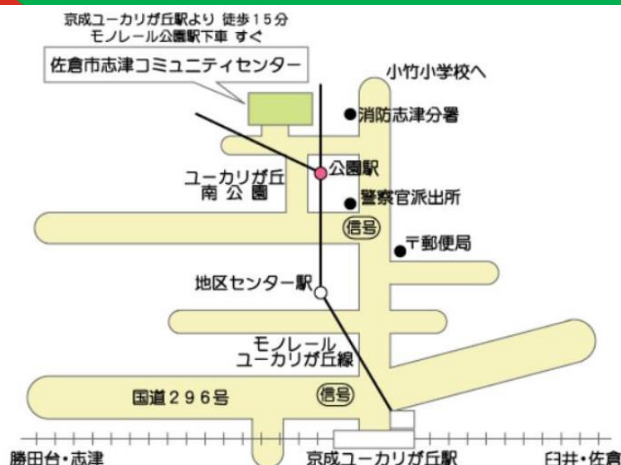 京成ユーカリが丘駅より 徒歩15分
モノレール公園駅下車 すぐ
佐倉市志津コミュニティセンター
小竹小学校へ
消防志津分署
公園駅
ユーカリが丘
南公園
警察官派出所
信号
〒郵便局
地区センター駅
モノレール
ユーカリが丘線
国道296号
信号
勝田台・志津
京成ユーカリが丘駅
臼井・佐倉